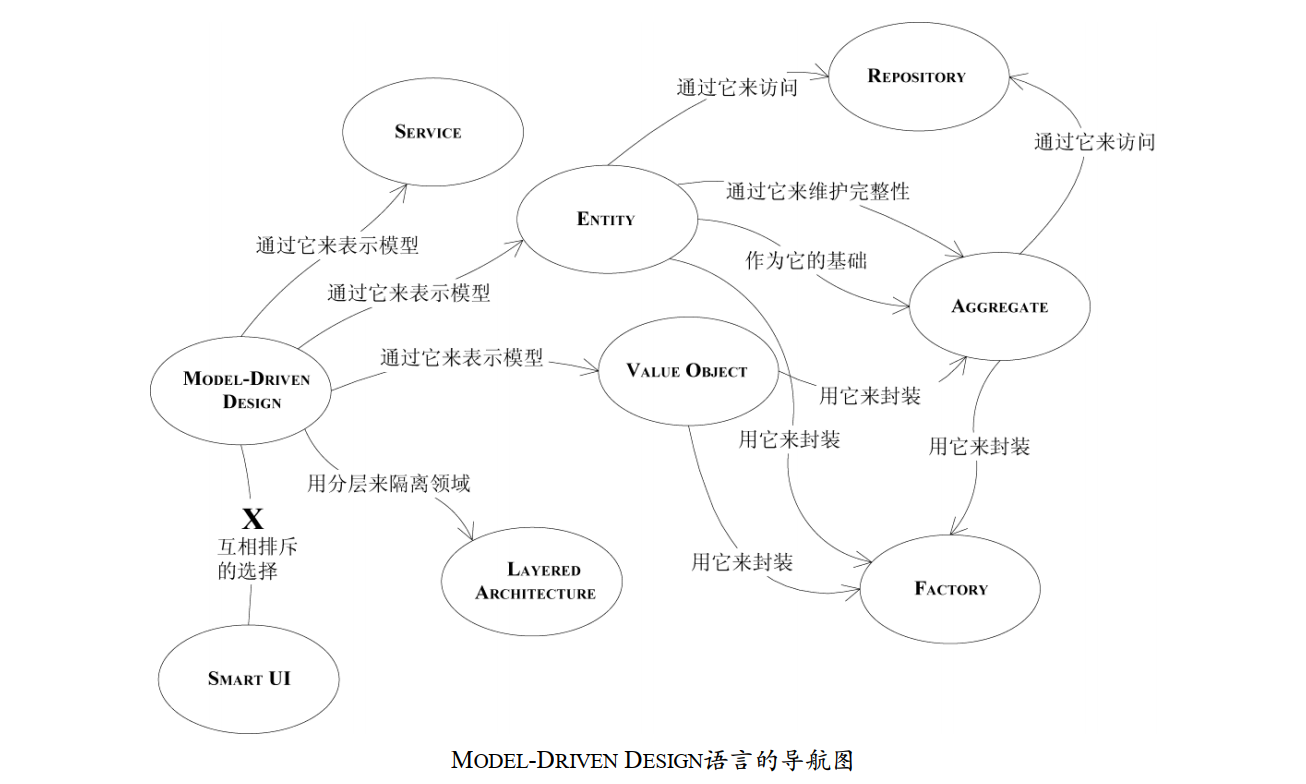 REPOSITORY
通过它来访问
SERVICE
通过它来访问
通过它来维护完整性
ENTITY
通过它来表示模型
作为它的基础
通过它来表示模型
AGGREGATE
通过它来表示模型
VALUE OBJECT
MODEL-DRIVEN
DESIGN
用它来封装
用它来封装
用它来封装
用分层来隔离领域
X
互相排斥
的选择
用它来封装
LAYERED
ARCHITECTURE
FACTORY
SMART UI
MODEL-DRIVEN DESIGN语言的导航图